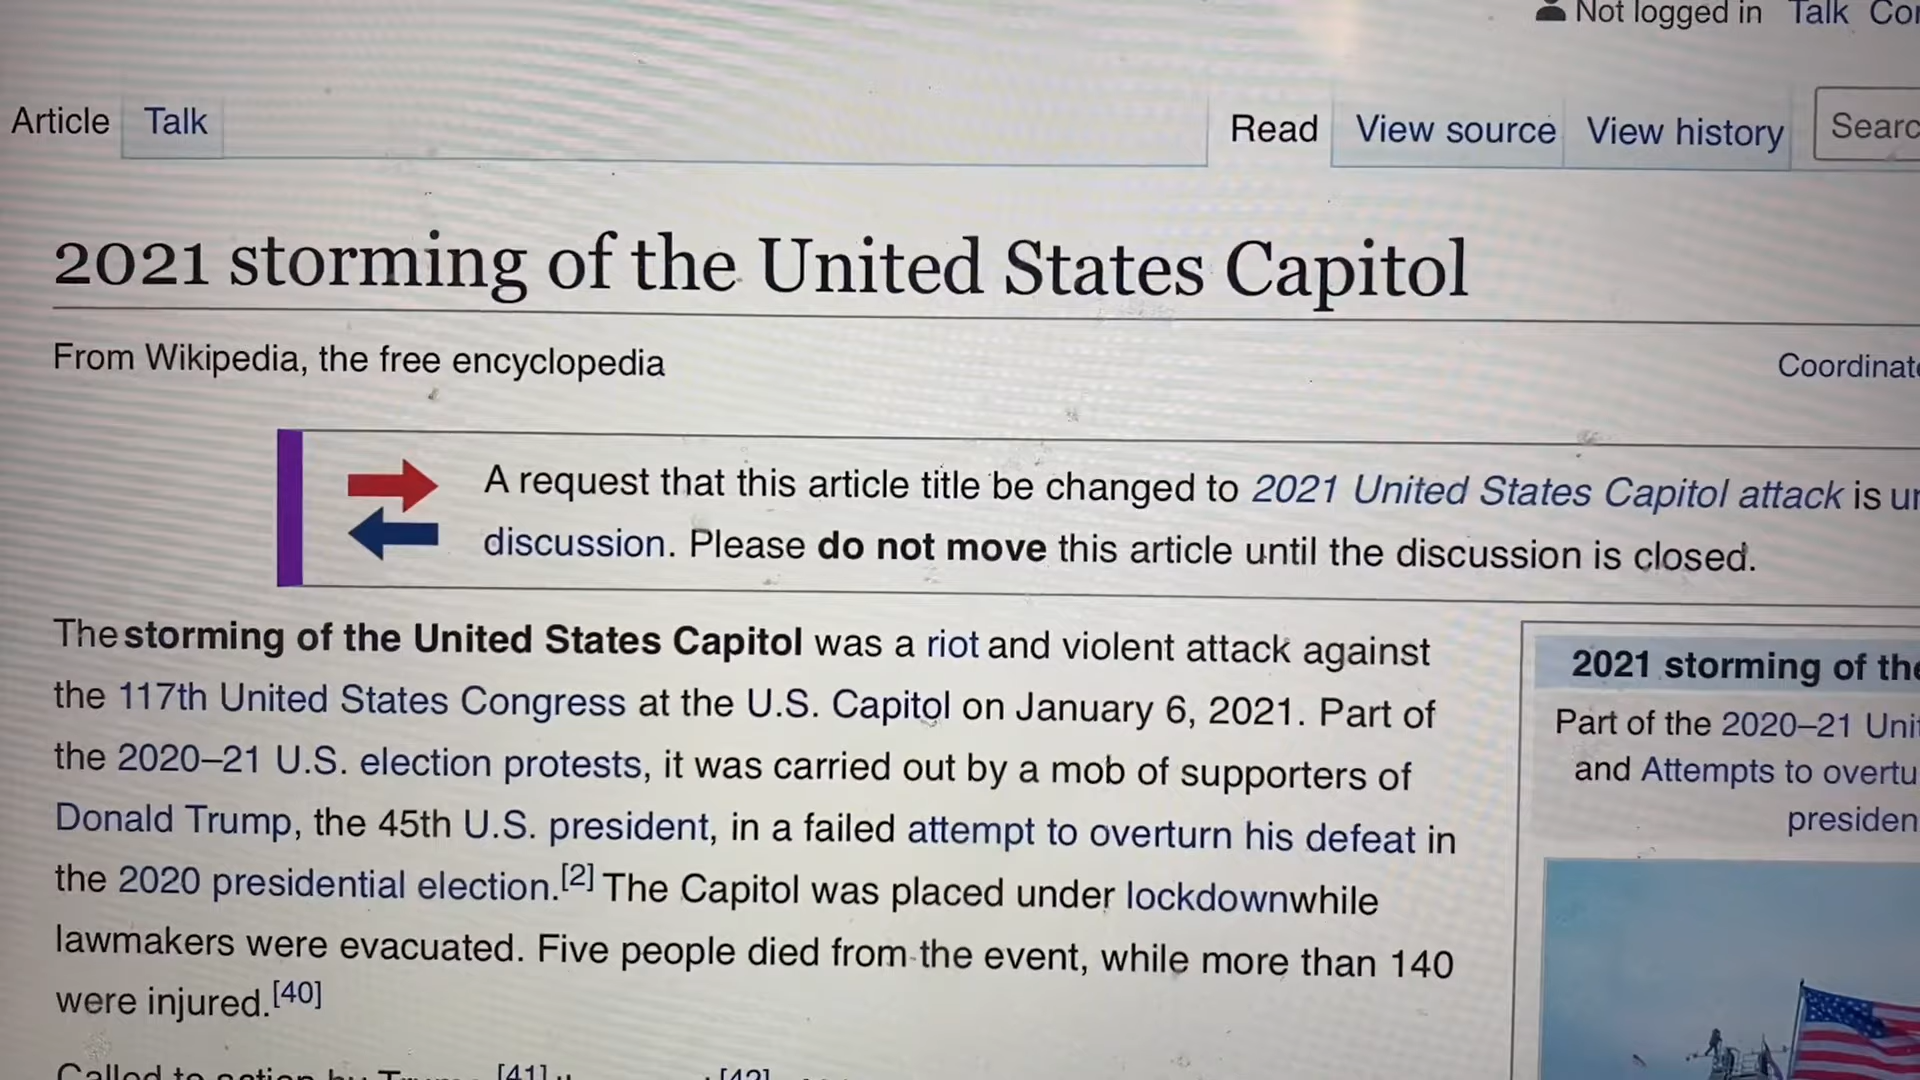 Not logged in Talk
Article Talk Read View source View history
2021 storming of the United States Capitol
From Wikipedia, the free encyclopedia
A request that this article title be changed to 2021 United States Capitol attack is
discussion. Please do not move this article until the discussion is closed.
The storming of the United States Capitol was a riot and violent attack against
the 117th United States Congress at the U.S. Capitol on January 6, 2021. Part of
the 2020–21 U.S. election protests, it was carried out by a mob of supporters of
Donald Trump, the 45th U.S. president, in a failed attempt to overturn his defeat in
the 2020 presidential election.[2] The Capitol was placed under lockdownwhile
lawmakers were evacuated. Five people died from the event, while more than 140
were injured.[40]
Called to action by [41] [42]
2021 storming of the
Part of the 2020–21
and Attempts to